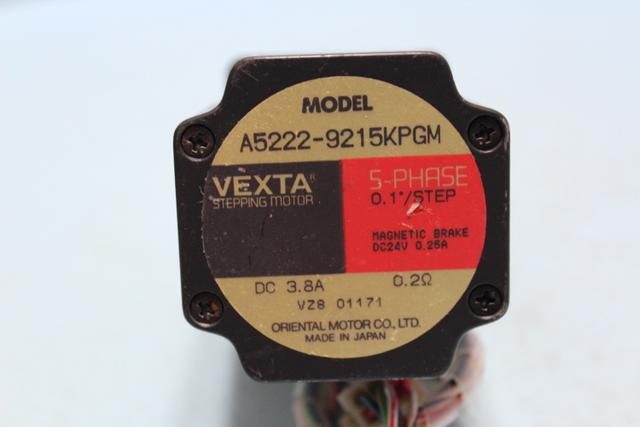 MODEL
A5222-9215KPGM
VEXTA®
STEPPING MOTOR
5-PHASE
0.1°/STEP
MAGNETIC BRAKE
DC24V 0.25A
DC 3.8A 0.2Ω
VZ8 01171
ORIENTAL MOTOR CO., LTD.
MADE IN JAPAN